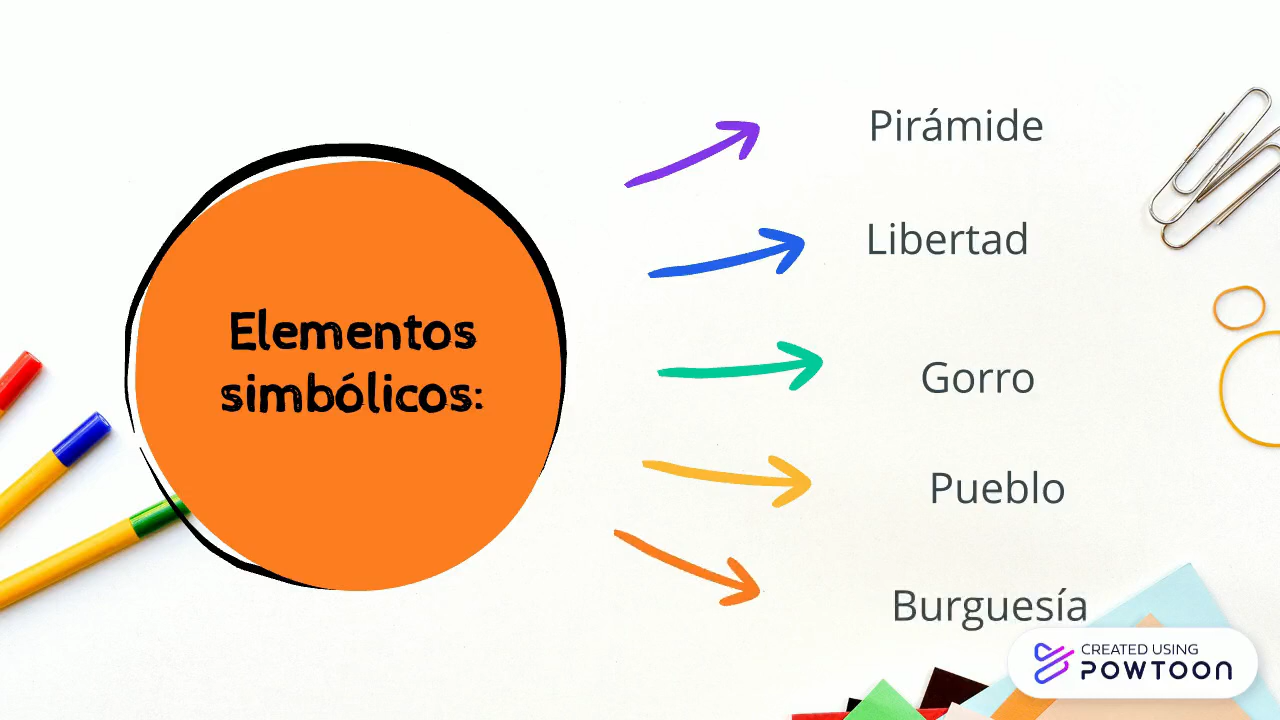 Elementos
simbólicos:
Pirámide
Libertad
Gorro
Pueblo
Burguesía
CREATED USING
POWTOON